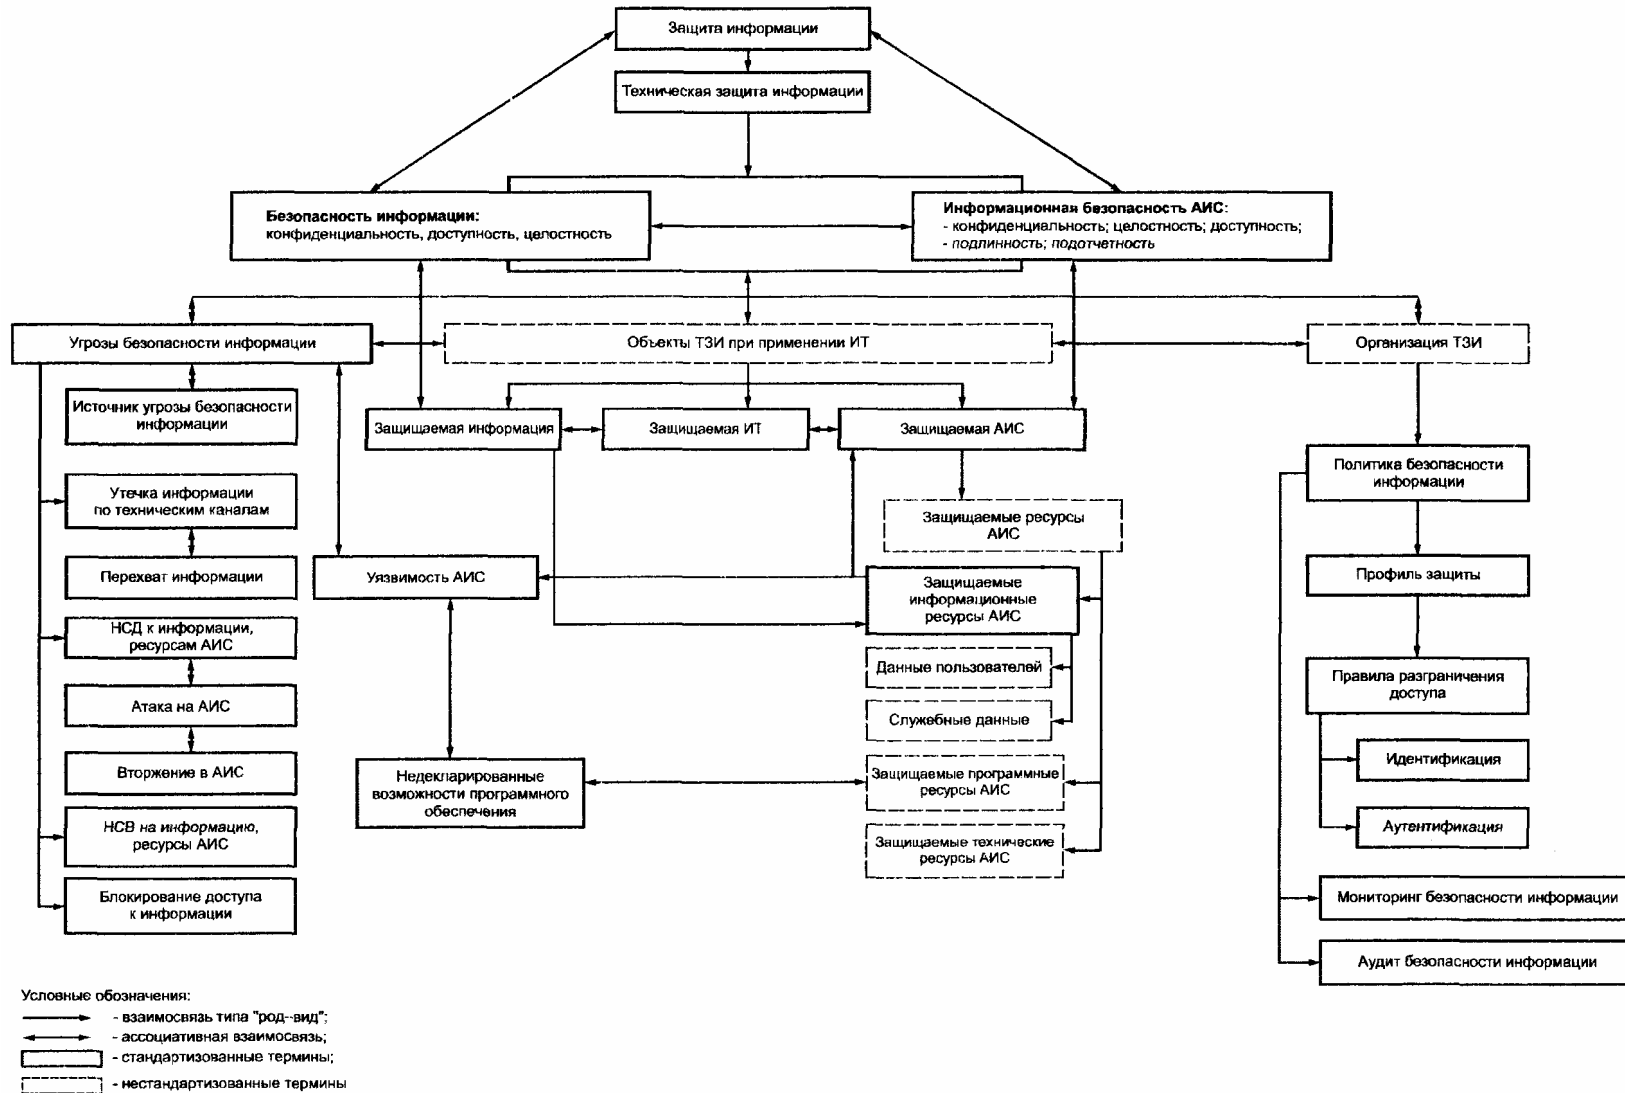 Защита информации
Техническая защита информации
Безопасность информации:
конфиденциальность, доступность, целостность
Информационная безопасность АИС:
- конфиденциальность; целостность; доступность;
- подлинность; подотчетность
Угрозы безопасности информации
Объекты ТЗИ при применении ИТ
Организация ТЗИ
Источник угрозы безопасности
информации
Защищаемая информация
Защищаемая ИТ
Защищаемая АИС
Политика безопасности
информации
Утечка информации
по техническим каналам
Защищаемые ресурсы
АИС
Перехват информации
Уязвимость АИС
Защищаемые
информационные
ресурсы АИС
Профиль защиты
НСД к информации,
ресурсам АИС
Данные пользователей
Правила разграничения
доступа
Атака на АИС
Служебные данные
Вторжение в АИС
Недекларированные
возможности программного
обеспечения
Защищаемые программные
ресурсы АИС
Идентификация
НСВ на информацию,
ресурсы АИС
Защищаемые технические
ресурсы АИС
Аутентификация
Блокирование доступа
к информации
Мониторинг безопасности информации
Аудит безопасности информации
Условные обозначения:
- взаимосвязь типа "род--вид";
- ассоциативная взаимосвязь;
- стандартизованные термины;
- нестандартизованные термины